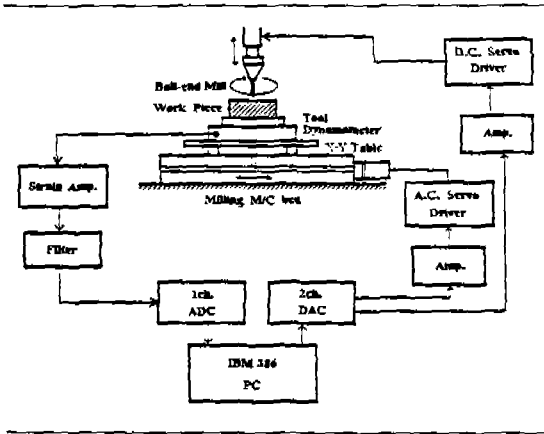 D.C. Servo
Driver
Ball-end Mill
Work Piece
Tool
Dynamometer
X-Y Table
Amp.
Strain Amp.
A.C. Servo
Driver
Milling M/C bed
Filter
Amp.
1ch.
ADC
2ch.
DAC
IBM 386
PC